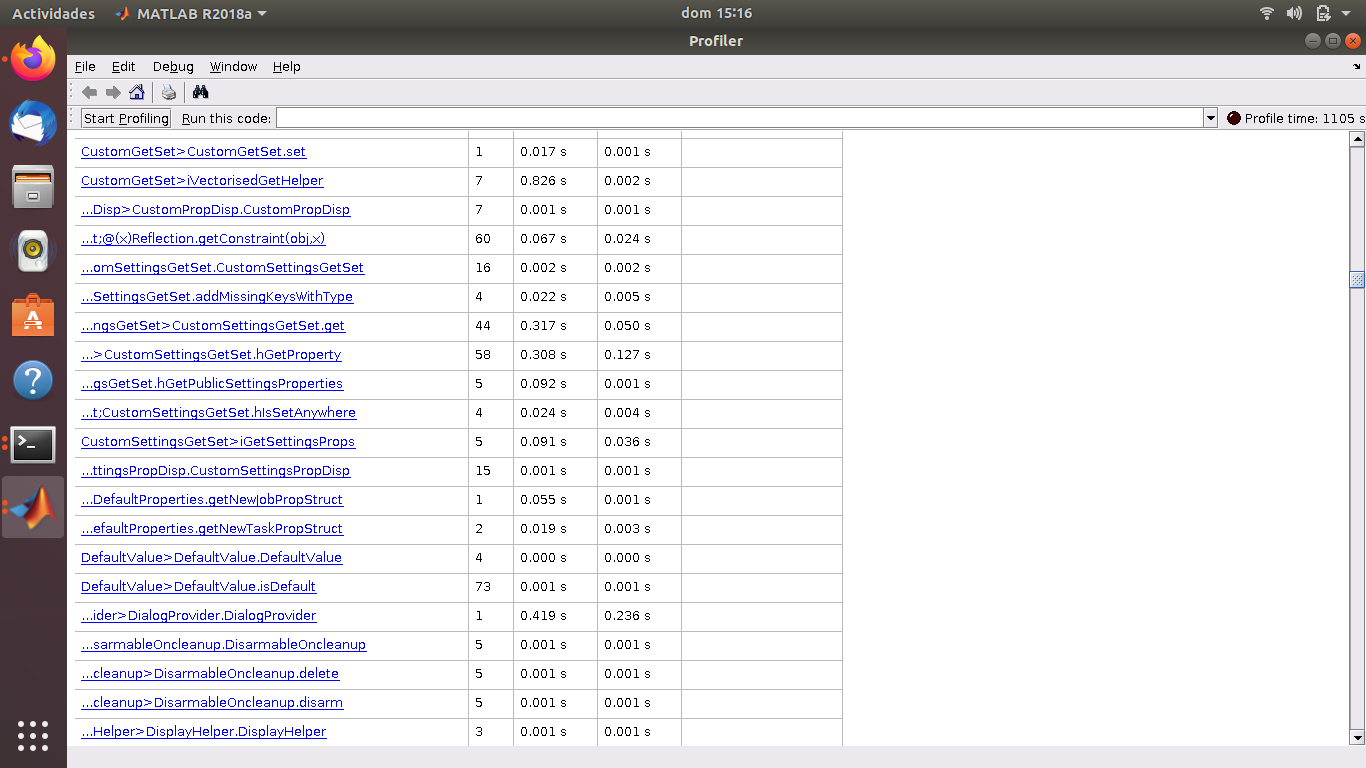 Actividades MATLAB R2018a dom 15:16
Profiler
File Edit Debug Window Help
Start Profiling Run this code: Profile time: 1105 s
CustomGetSet>CustomGetSet.set 1 0.017 s 0.001 s
CustomGetSet>iVectorisedGetHelper 7 0.826 s 0.002 s
...Disp>CustomPropDisp.CustomPropDisp 7 0.001 s 0.001 s
...t;@(x)Reflection.getConstraint(obj,x) 60 0.067 s 0.024 s
...omSettingsGetSet.CustomSettingsGetSet 16 0.002 s 0.002 s
...SettingsGetSet.addMissingKeysWithType 4 0.022 s 0.005 s
...ngsGetSet>CustomSettingsGetSet.get 44 0.317 s 0.050 s
...>CustomSettingsGetSet.hGetProperty 58 0.308 s 0.127 s
...gsGetSet.hGetPublicSettingsProperties 5 0.092 s 0.001 s
...t;CustomSettingsGetSet.hIsSetAnywhere 4 0.024 s 0.004 s
CustomSettingsGetSet>iGetSettingsProps 5 0.091 s 0.036 s
...ttingsPropDisp.CustomSettingsPropDisp 15 0.001 s 0.001 s
...DefaultProperties.getNewJobPropStruct 1 0.055 s 0.001 s
...efaultProperties.getNewTaskPropStruct 2 0.019 s 0.003 s
DefaultValue>DefaultValue.DefaultValue 4 0.000 s 0.000 s
DefaultValue>DefaultValue.isDefault 73 0.001 s 0.001 s
...ider>DialogProvider.DialogProvider 1 0.419 s 0.236 s
...sarmableOncleanup.DisarmableOncleanup 5 0.001 s 0.001 s
...cleanup>DisarmableOncleanup.delete 5 0.001 s 0.001 s
...cleanup>DisarmableOncleanup.disarm 5 0.001 s 0.001 s
...Helper>DisplayHelper.DisplayHelper 3 0.001 s 0.001 s